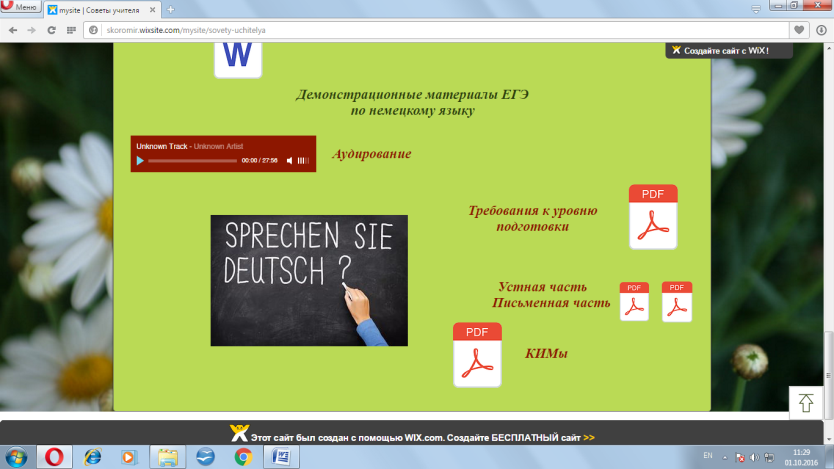 Меню
mysite | Советы учителя
skoromir.wixsite.com/mysite/sovety-uchitelya
Создайте сайт с WiX!
W
Демонстрационные материалы ЕГЭ
по немецкому языку
Unknown Track - Unknown Artist
00:00 / 27:58
Аудирование
PDF
Требования к уровню
подготовки
SPRECHEN SIE
DEUTSCH ?
Устная часть
Письменная часть
PDF
PDF
PDF
КИМы
Этот сайт был создан с помощью WIX.com. Создайте БЕСПЛАТНЫЙ сайт >>
EN
11:29
01.10.2016